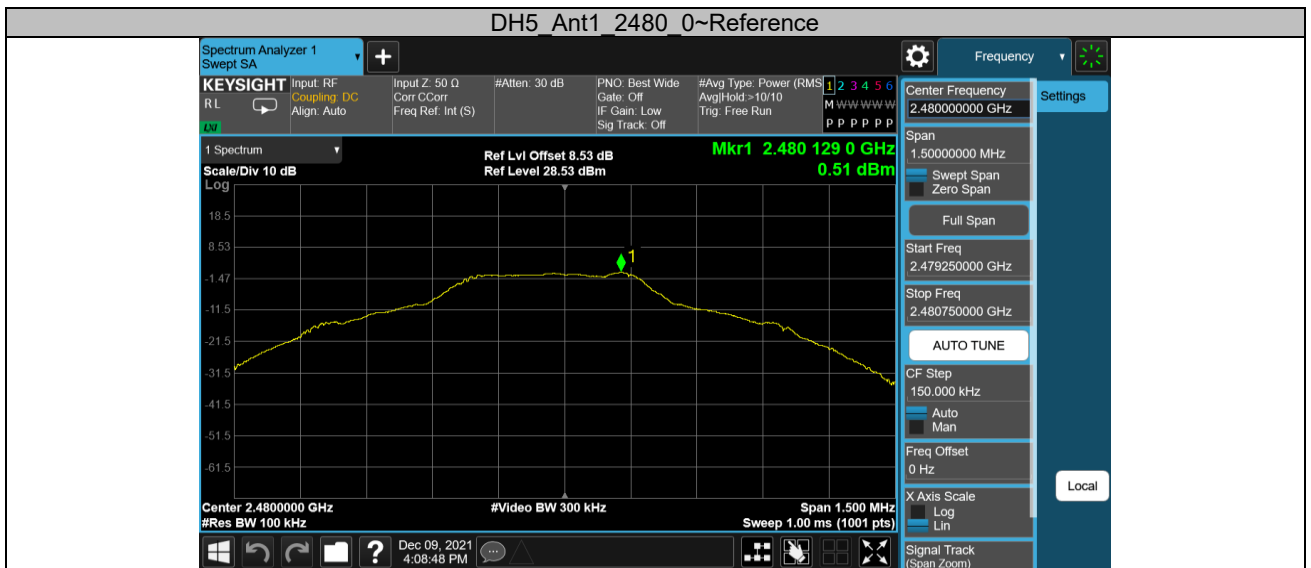 DH5_Ant1_2480_0~Reference
Spectrum Analyzer 1
Swept SA
Frequency
KEYSIGHT
RL
LXI
Input: RF
Coupling: DC
Align: Auto
Input Z: 50 Ω
Corr CCorr
Freq Ref: Int (S)
#Atten: 30 dB
PNO: Best Wide
Gate: Off
IF Gain: Low
Sig Track: Off
#Avg Type: Power (RMS
Avg|Hold:>10/10
Trig: Free Run
1 2 3 4 5 6
M W W W W W
P P P P P P
1 Spectrum
Scale/Div 10 dB
Ref Lvl Offset 8.53 dB
Ref Level 28.53 dBm
Mkr1 2.480 129 0 GHz
0.51 dBm
Log
18.5
8.53
-1.47
-11.5
-21.5
-31.5
-41.5
-51.5
-61.5
1
Center 2.4800000 GHz
#Res BW 100 kHz
#Video BW 300 kHz
Span 1.500 MHz
Sweep 1.00 ms (1001 pts)
Center Frequency
2.480000000 GHz
Settings
Span
1.50000000 MHz
Swept Span
Zero Span
Full Span
Start Freq
2.479250000 GHz
Stop Freq
2.480750000 GHz
AUTO TUNE
CF Step
150.000 kHz
Auto
Man
Freq Offset
0 Hz
X Axis Scale
Log
Lin
Local
Signal Track
(Span Zoom)
?
Dec 09, 2021
4:08:48 PM